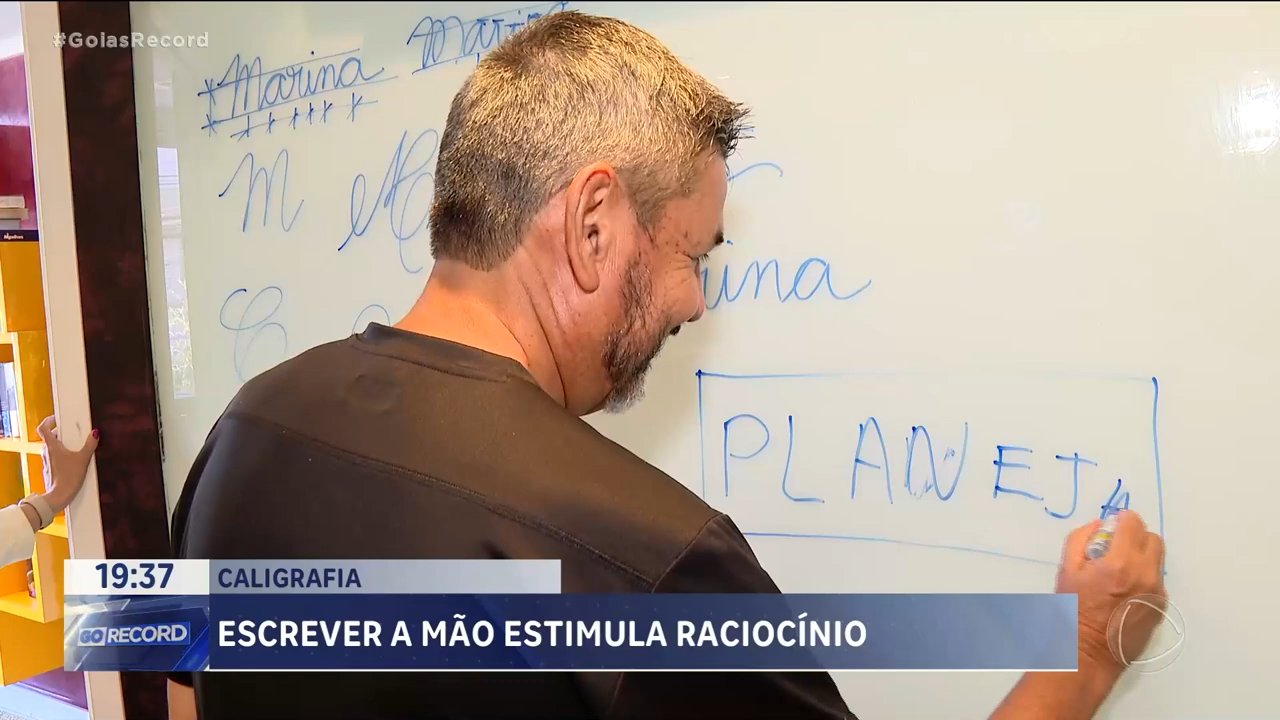 #GoiasRecord
Marina
M
ina
PLANEJA
19:37 CALIGRAFIA
GO RECORD
ESCREVER A MÃO ESTIMULA RACIOCÍNIO